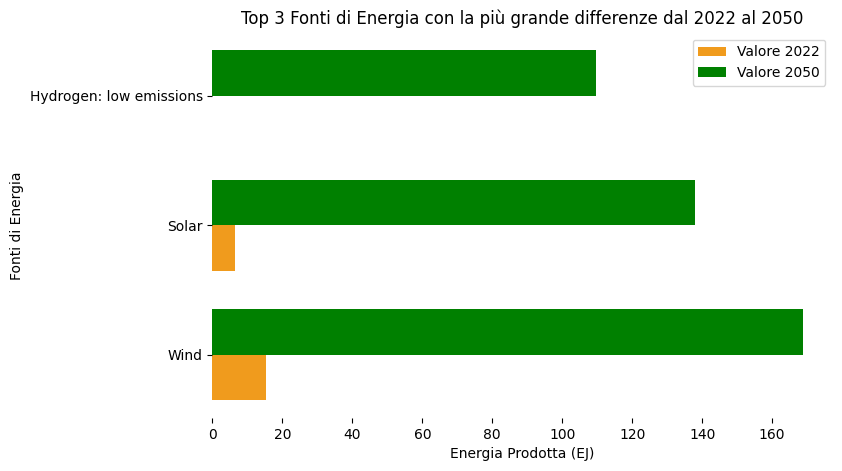 Top 3 Fonti di Energia con la più grande differenze dal 2022 al 2050
Valore 2022
Valore 2050
Hydrogen: low emissions
Solar
Wind
Fonti di Energia
0 20 40 60 80 100 120 140 160
Energia Prodotta (EJ)